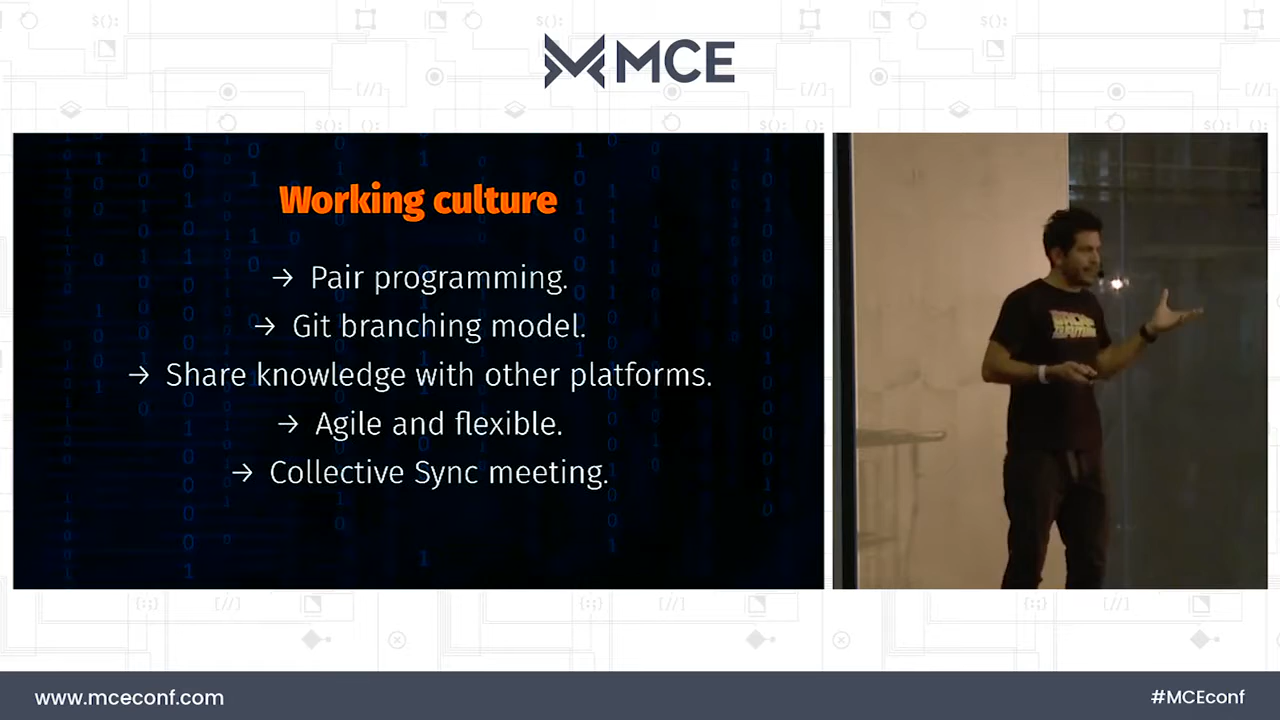 MCE
Working culture
→ Pair programming.
→ Git branching model.
→ Share knowledge with other platforms.
→ Agile and flexible.
→ Collective Sync meeting.
www.mceconf.com
#MCEconf